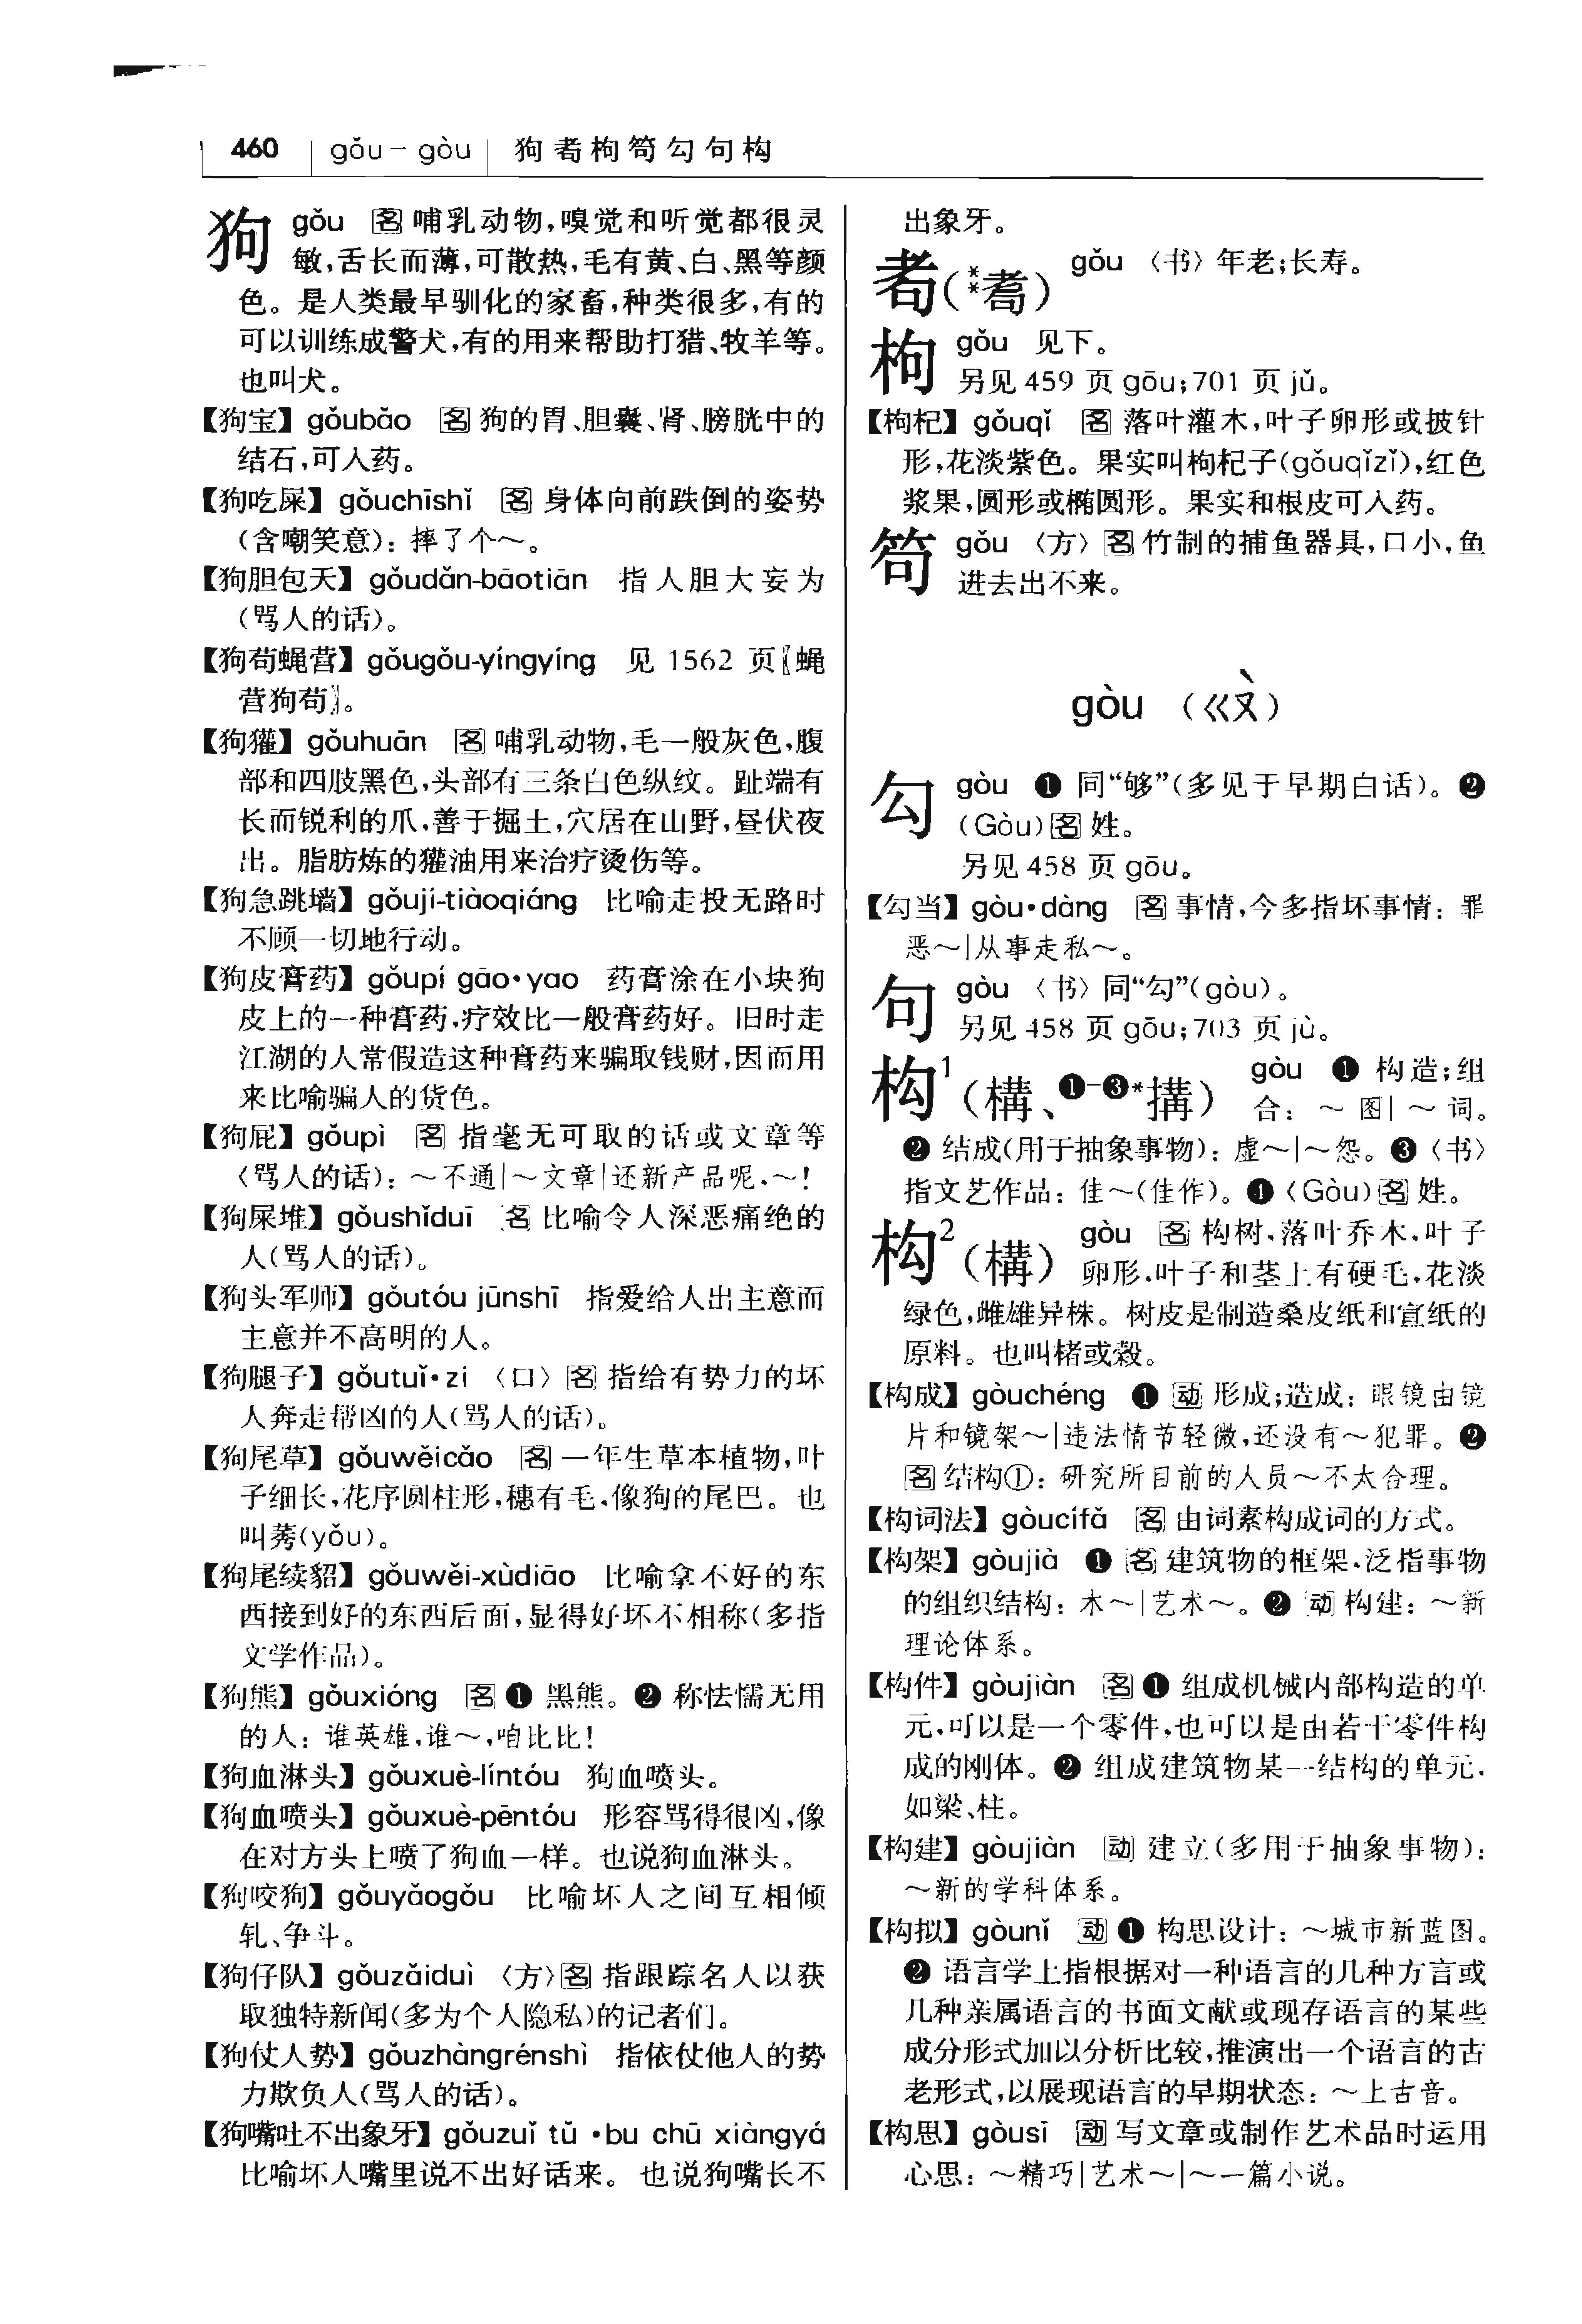 460 gǒu－gòu 狗耇枸笱勾句构
狗 gǒu 名 哺乳动物,嗅觉和听觉都很灵
敏,舌长而薄,可散热,毛有黄、白、黑等颜
色。是人类最早驯化的家畜,种类很多,有的
可以训练成警犬,有的用来帮助打猎、牧羊等。
也叫犬。
【狗宝】gǒubǎo 名 狗的胃、胆囊、肾、膀胱中的
结石,可入药。
【狗吃屎】gǒuchīshǐ 名 身体向前跌倒的姿势
(含嘲笑意)：摔了个～。
【狗胆包天】gǒudǎn-bāotiān 指人胆大妄为
(骂人的话)。
【狗苟蝇营】gǒugǒu-yíngyíng 见 1562 页〖蝇
营狗苟〗。
【狗獾】gǒuhuān 名 哺乳动物,毛一般灰色,腹
部和四肢黑色,头部有三条白色纵纹。趾端有
长而锐利的爪,善于掘土,穴居在山野,昼伏夜
出。脂肪炼的獾油用来治疗烫伤等。
【狗急跳墙】gǒují-tiàoqiáng 比喻走投无路时
不顾一切地行动。
【狗皮膏药】gǒupí gāo·yao 药膏涂在小块狗
皮上的一种膏药,疗效比一般膏药好。旧时走
江湖的人常假造这种膏药来骗取钱财,因而用
来比喻骗人的货色。
【狗屁】gǒupì 名 指毫无可取的话或文章等
(骂人的话)：～不通|～文章|还新产品呢,～!
【狗屎堆】gǒushǐduī 名 比喻令人深恶痛绝的
人(骂人的话)。
【狗头军师】gǒutóu jūnshī 指爱给人出主意而
主意并不高明的人。
【狗腿子】gǒutuǐ·zi 〈口〉名 指给有势力的坏
人奔走帮凶的人(骂人的话)。
【狗尾草】gǒuwěicǎo 名 一年生草本植物,叶
子细长,花序圆柱形,穗有毛,像狗的尾巴。也
叫莠(yǒu)。
【狗尾续貂】gǒuwěi-xùdiāo 比喻拿不好的东
西接到好的东西后面,显得好坏不相称(多指
文学作品)。
【狗熊】gǒuxióng 名 ❶ 黑熊。❷ 称怯懦无用
的人：谁英雄,谁～,咱比比!
【狗血淋头】gǒuxuè-líntóu 狗血喷头。
【狗血喷头】gǒuxuè-pēntóu 形容骂得很凶,像
在对方头上喷了狗血一样。也说狗血淋头。
【狗咬狗】gǒuyǎogǒu 比喻坏人之间互相倾
轧、争斗。
【狗仔队】gǒuzǎiduì 〈方〉名 指跟踪名人以获
取独特新闻(多为个人隐私)的记者们。
【狗仗人势】gǒuzhàngrénshì 指依仗他人的势
力欺负人(骂人的话)。
【狗嘴吐不出象牙】gǒuzuǐ tǔ ·bu chū xiàngyá
比喻坏人嘴里说不出好话来。也说狗嘴长不
出象牙。
耇(**耈) gǒu 〈书〉年老;长寿。
枸 gǒu 见下。
另见 459 页 gōu;701 页 jǔ。
【枸杞】gǒuqǐ 名 落叶灌木,叶子卵形或披针
形,花淡紫色。果实叫枸杞子(gǒuqǐzǐ),红色
浆果,圆形或椭圆形。果实和根皮可入药。
笱 gǒu 〈方〉名 竹制的捕鱼器具,口小,鱼
进去出不来。
gòu (ㄍㄡˋ)
勾 gòu ❶ 同“够”(多见于早期白话)。❷
(Gòu)名 姓。
另见 458 页 gōu。
【勾当】gòu·dàng 名 事情,今多指坏事情：罪
恶～|从事走私～。
句 gòu 〈书〉同“勾”(gòu)。
另见 458 页 gōu;703 页 jù。
构¹(構、❶-❸*搆) gòu ❶ 构造;组
合：～图|～词。
❷ 结成(用于抽象事物)：虚～|～怨。❸〈书〉
指文艺作品：佳～(佳作)。❹ (Gòu)名 姓。
构²(構) gòu 名 构树,落叶乔木,叶子
卵形,叶子和茎上有硬毛,花淡
绿色,雌雄异株。树皮是制造桑皮纸和宣纸的
原料。也叫楮或榖。
【构成】gòuchéng ❶ 动 形成;造成：眼镜由镜
片和镜架～|违法情节轻微,还没有～犯罪。❷
名 结构①：研究所目前的人员～不太合理。
【构词法】gòucífǎ 名 由词素构成词的方式。
【构架】gòujià ❶ 名 建筑物的框架,泛指事物
的组织结构：木～|艺术～。❷ 动 构建：～新
理论体系。
【构件】gòujiàn 名 ❶ 组成机械内部构造的单
元,可以是一个零件,也可以是由若干零件构
成的刚体。❷ 组成建筑物某一结构的单元,
如梁、柱。
【构建】gòujiàn 动 建立(多用于抽象事物)：
～新的学科体系。
【构拟】gòunǐ 动 ❶ 构思设计：～城市新蓝图。
❷ 语言学上指根据对一种语言的几种方言或
几种亲属语言的书面文献或现存语言的某些
成分形式加以分析比较,推演出一个语言的古
老形式,以展现语言的早期状态：～上古音。
【构思】gòusī 动 写文章或制作艺术品时运用
心思：～精巧|艺术～|～一篇小说。